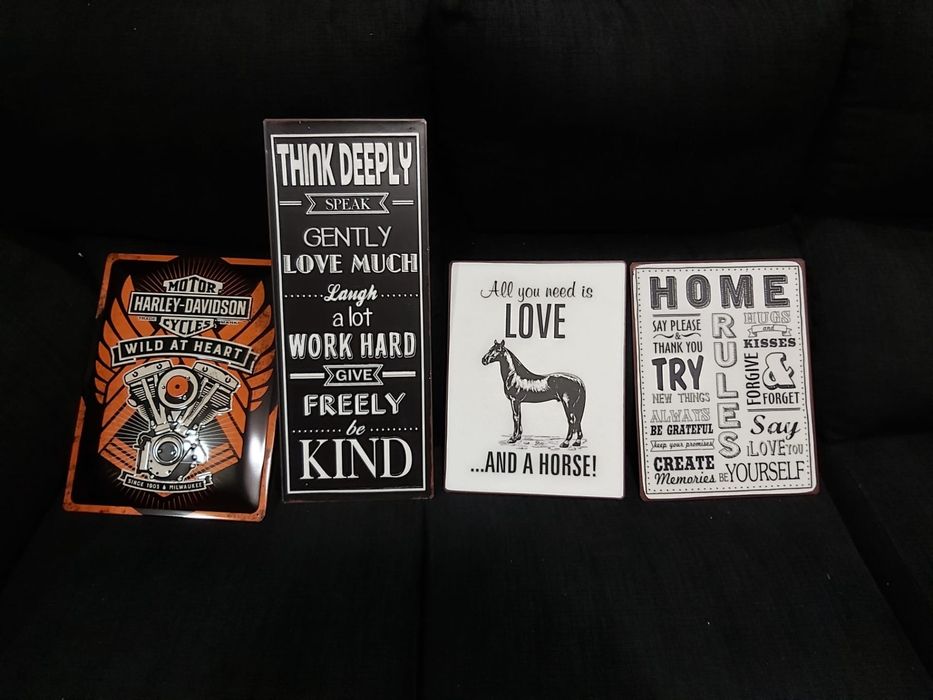 MOTOR
HARLEY-DAVIDSON
CYCLES
WILD AT HEART
SINCE 1903 & MILWAUKEE
THINK DEEPLY
SPEAK
GENTLY
LOVE MUCH
Laugh
a lot
WORK HARD
GIVE
FREELY
be
KIND
All you need is
LOVE
...AND A HORSE!
HOME
RULES
SAY PLEASE
&
THANK YOU
TRY
NEW THINGS
ALWAYS
BE GRATEFUL
Keep your promises
CREATE
Memories
HUGS
and
KISSES
FORGIVE
&
FORGET
Say
iLOVE YOU
BE YOURSELF